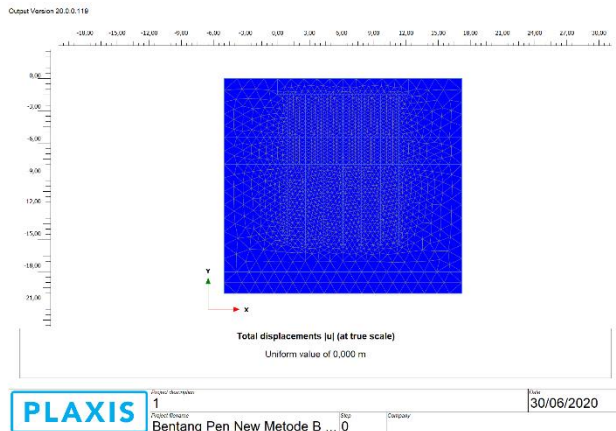 Output Version 20.0.0.119
-18,00 -15,00 -12,00 -9,00 -6,00 -3,00 0,00 3,00 6,00 9,00 12,00 15,00 18,00 21,00 24,00 27,00 30,00
0,00
-3,00
-6,00
-9,00
-12,00
-15,00
-18,00
-21,00
Y
X
Total displacements |u| (at true scale)
Uniform value of 0,000 m
PLAXIS
Project description
1
Date
30/06/2020
Project filename
Bentang Pen New Metode B ...
Step
0
Company